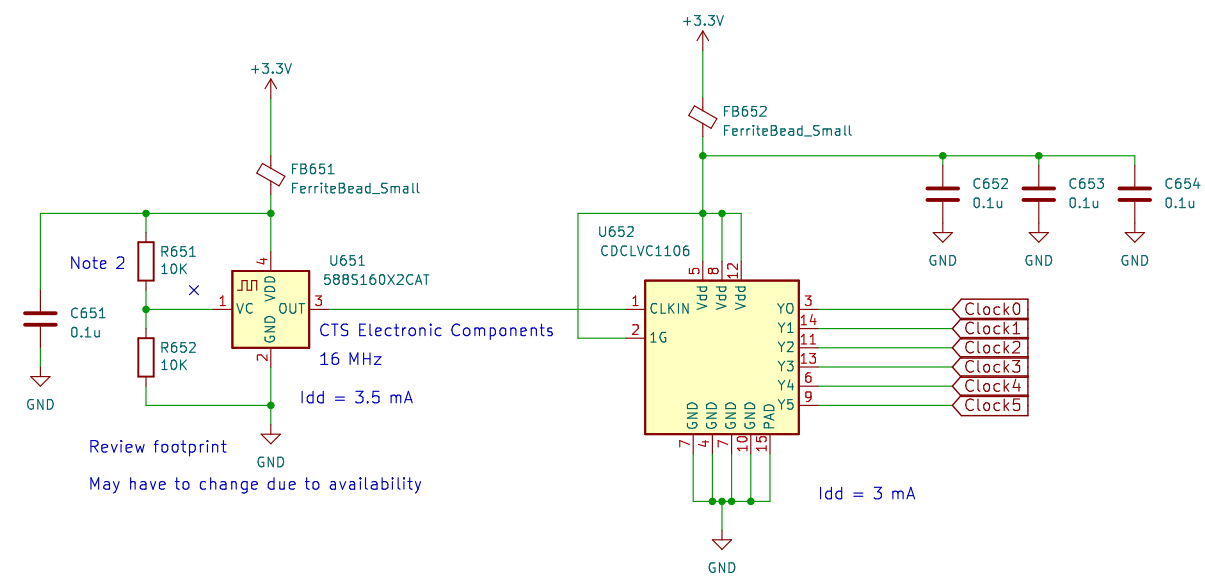 +3.3V
+3.3V
FB652
FerriteBead_Small
FB651
FerriteBead_Small
C652
0.1u
C653
0.1u
C654
0.1u
GND
GND
GND
Note 2
R651
10K
U651
588S160X2CAT
4
VDD
1
VC
OUT
3
GND
2
CTS Electronic Components
16 MHz
Idd = 3.5 mA
C651
0.1u
GND
R652
10K
GND
Review footprint
May have to change due to availability
U652
CDCLVC1106
5
8
12
Vdd
Vdd
Vdd
1
CLKIN
2
1G
Y0
3
Clock0
Y1
14
Clock1
Y2
11
Clock2
Y3
13
Clock3
Y4
6
Clock4
Y5
9
Clock5
GND
GND
GND
GND
PAD
7
4
7
10
15
Idd = 3 mA
GND